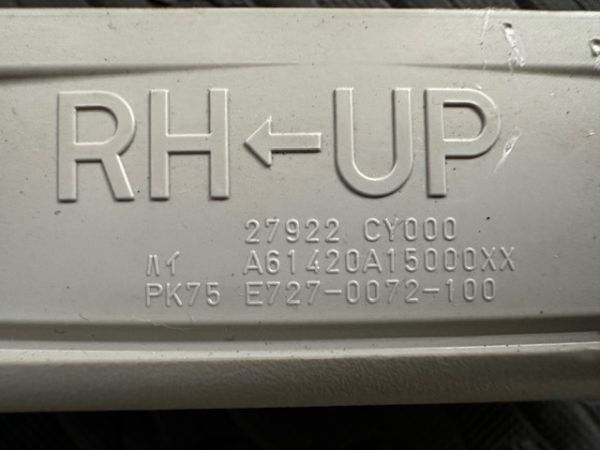 RH←UP
27922 CY000
ハイ A61420A15000XX
PK75 E727-0072-100